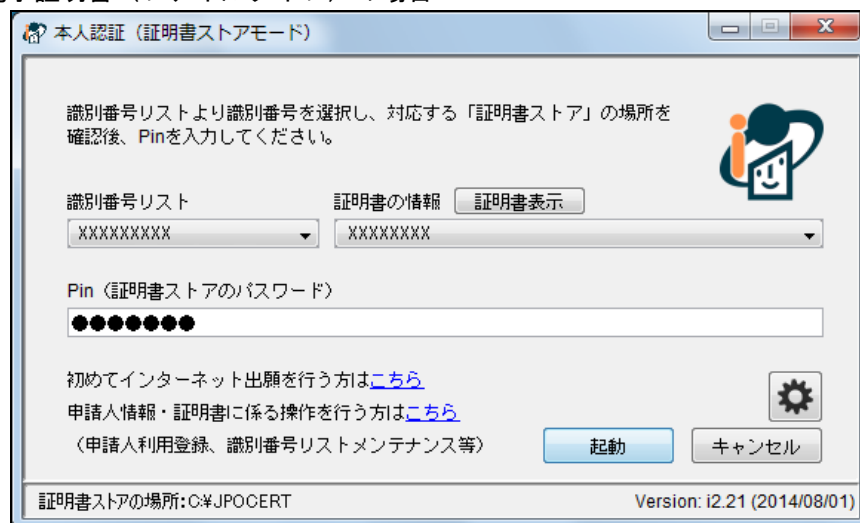 本人認証（証明書ストアモード）
識別番号リストより識別番号を選択し、対応する「証明書ストア」の場所を
確認後、Pinを入力してください。
識別番号リスト
証明書の情報 証明書表示
XXXXXXXXX XXXXXXXX
Pin（証明書ストアのパスワード）
●●●●●●●
初めてインターネット出願を行う方はこちら
申請人情報・証明書に係る操作を行う方はこちら
（申請人利用登録、識別番号リストメンテナンス等） 起動 キャンセル
証明書ストアの場所:C¥JPOCERT Version: i2.21 (2014/08/01)